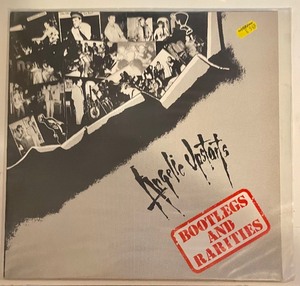 Angelic Upstarts
BOOTLEGS
AND
RARITIES